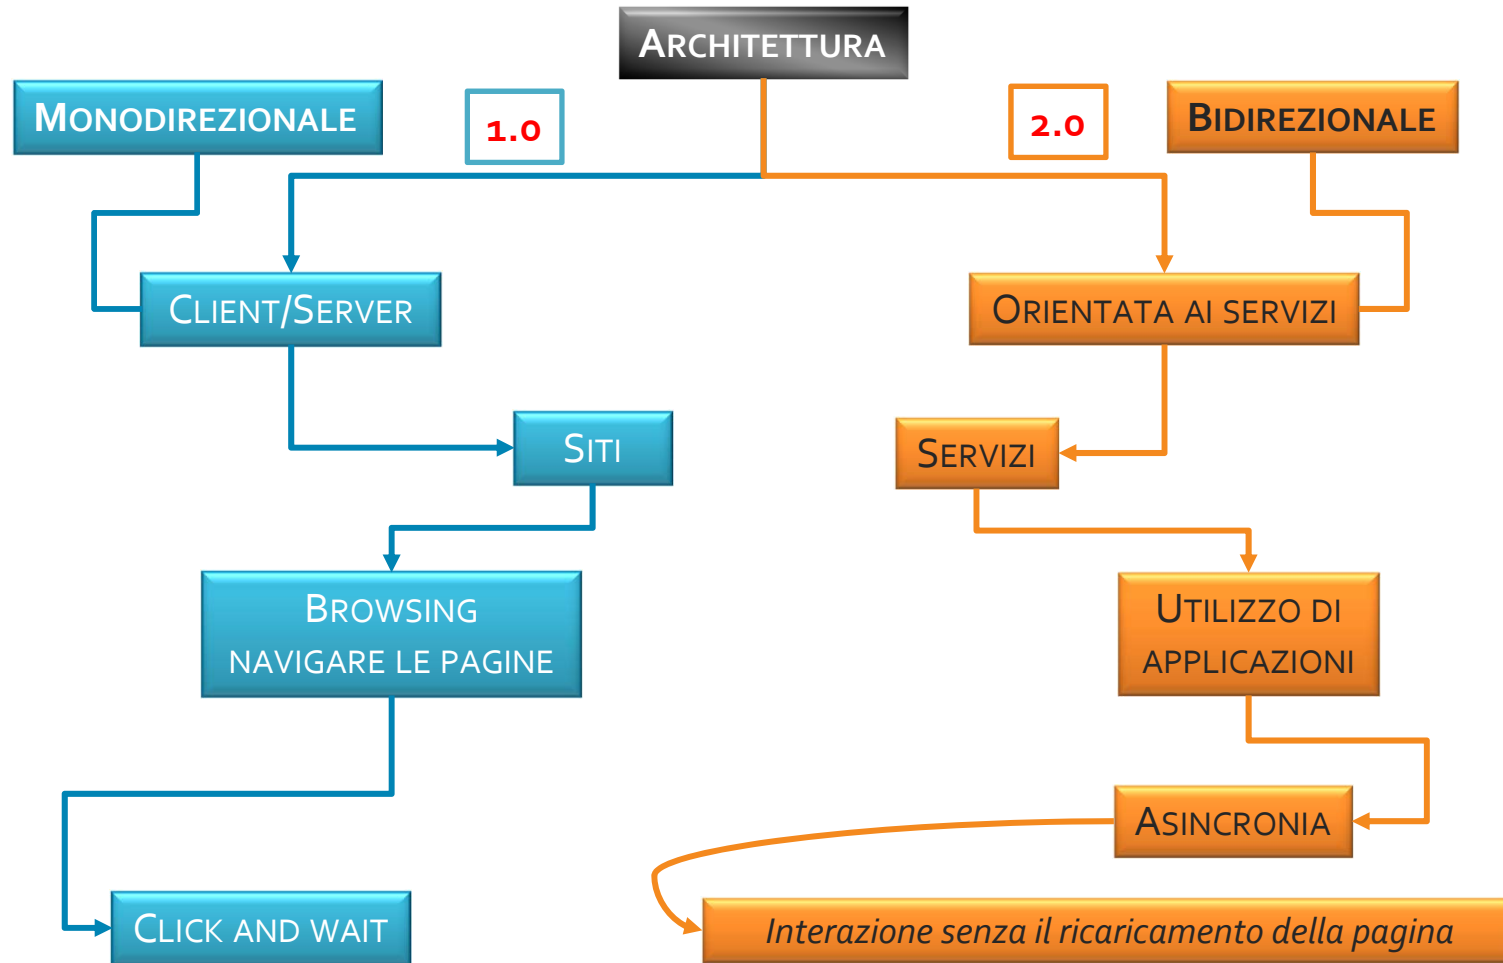 ARCHITETTURA
MONODIREZIONALE
1.0
2.0
BIDIREZIONALE
CLIENT/SERVER
ORIENTATA AI SERVIZI
SITI
SERVIZI
BROWSING
NAVIGARE LE PAGINE
UTILIZZO DI
APPLICAZIONI
ASINCRONIA
CLICK AND WAIT
Interazione senza il ricaricamento della pagina